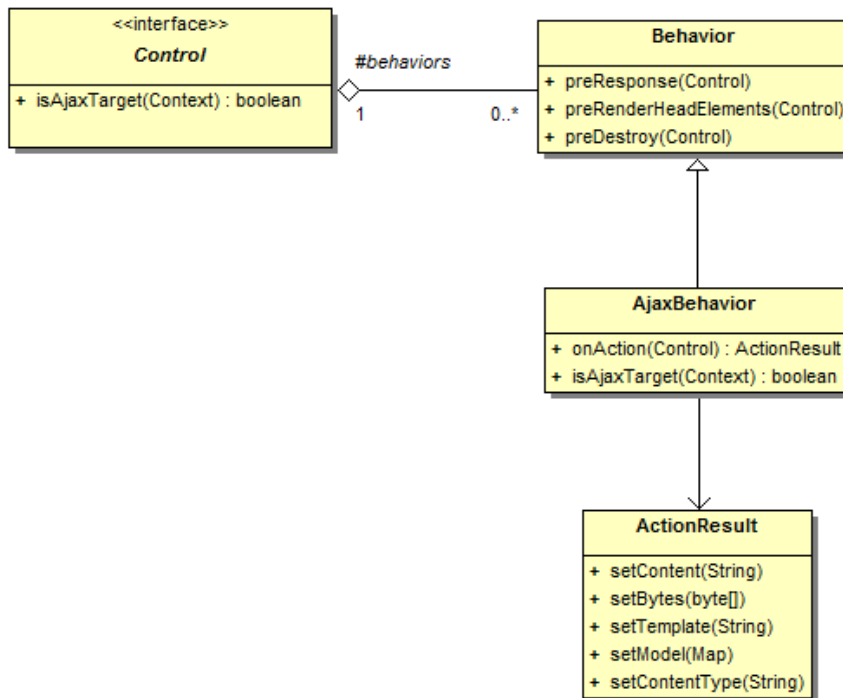 <<interface>>
Control
+ isAjaxTarget(Context) : boolean
#behaviors
1
0..*
Behavior
+ preResponse(Control)
+ preRenderHeadElements(Control)
+ preDestroy(Control)
AjaxBehavior
+ onAction(Control) : ActionResult
+ isAjaxTarget(Context) : boolean
ActionResult
+ setContent(String)
+ setBytes(byte[])
+ setTemplate(String)
+ setModel(Map)
+ setContentType(String)